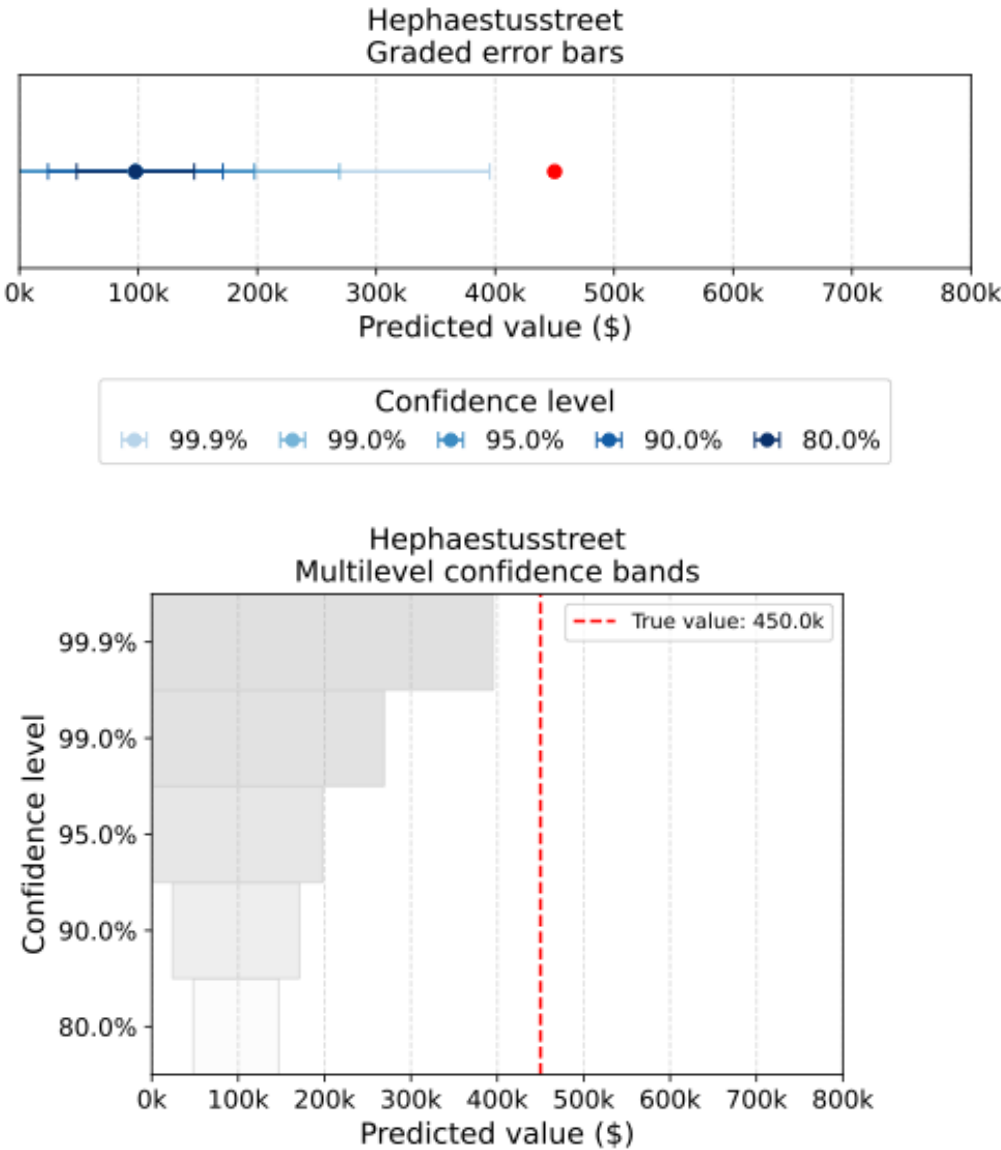 Hephaestusstreet
Graded error bars
0k 100k 200k 300k 400k 500k 600k 700k 800k
Predicted value ($)
Confidence level
99.9% 99.0% 95.0% 90.0% 80.0%
Hephaestusstreet
Multilevel confidence bands
True value: 450.0k
99.9%
99.0%
95.0%
90.0%
80.0%
Confidence level
0k 100k 200k 300k 400k 500k 600k 700k 800k
Predicted value ($)